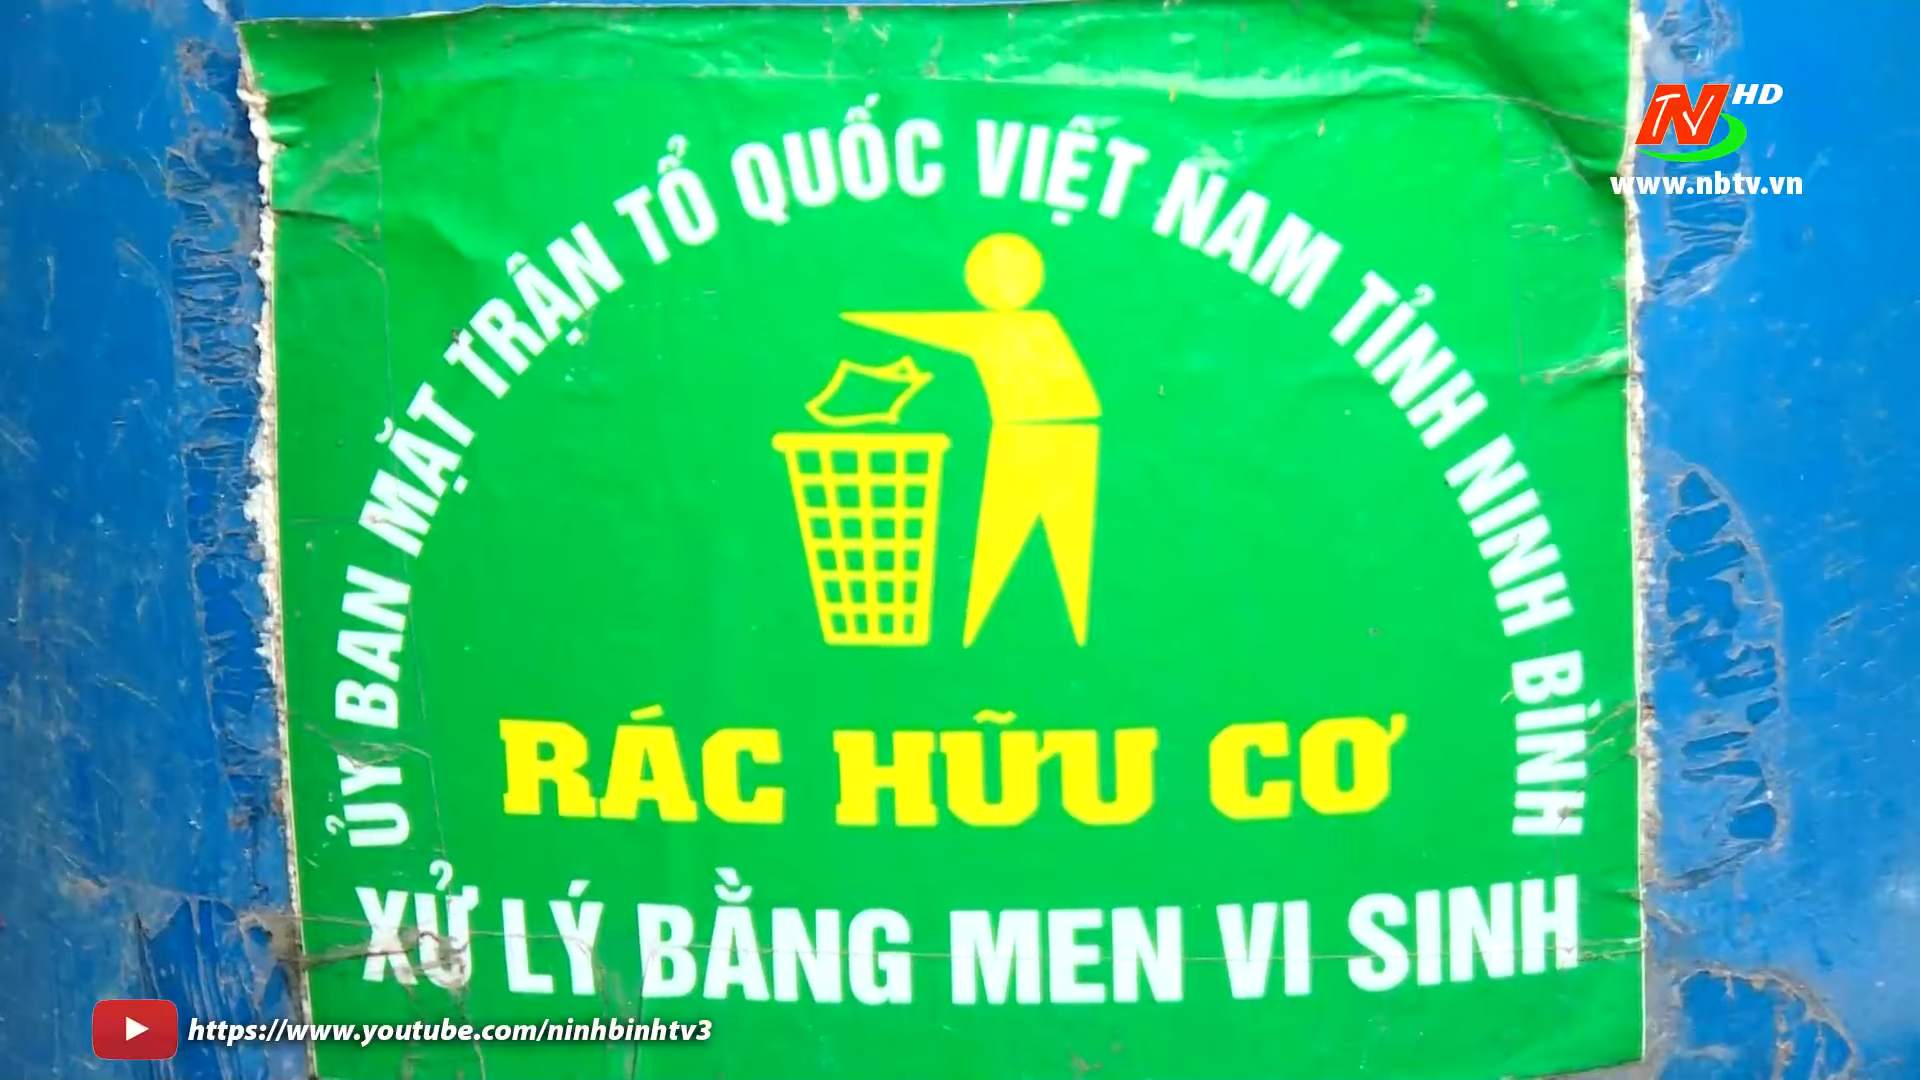 ỦY BAN MẶT TRẬN TỔ QUỐC VIỆT NAM TỈNH NINH BÌNH
RÁC HỮU CƠ
XỬ LÝ BẰNG MEN VI SINH
NTV HD
www.nbtv.vn
https://www.youtube.com/ninhbinhtv3